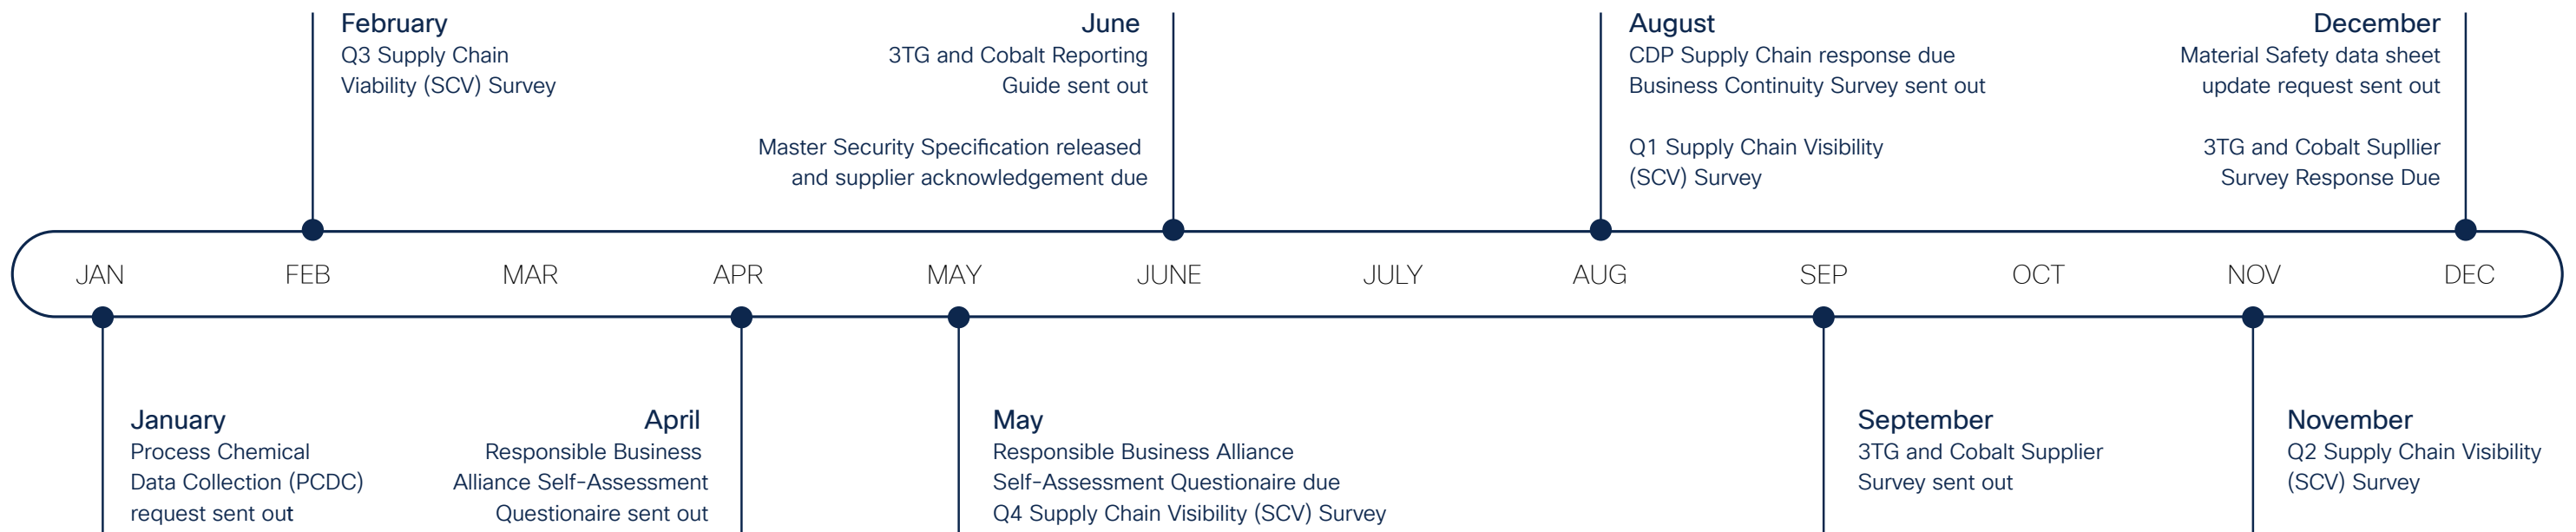 February
Q3 Supply Chain
Viability (SCV) Survey
June
3TG and Cobalt Reporting
Guide sent out
Master Security Specification released
and supplier acknowledgement due
August
CDP Supply Chain response due
Business Continuity Survey sent out
Q1 Supply Chain Visibility
(SCV) Survey
December
Material Safety data sheet
update request sent out
3TG and Cobalt Supllier
Survey Response Due
JAN FEB MAR APR MAY JUNE JULY AUG SEP OCT NOV DEC
January
Process Chemical
Data Collection (PCDC)
request sent out
April
Responsible Business
Alliance Self-Assessment
Questionaire sent out
May
Responsible Business Alliance
Self-Assessment Questionaire due
Q4 Supply Chain Visibility (SCV) Survey
September
3TG and Cobalt Supplier
Survey sent out
November
Q2 Supply Chain Visibility
(SCV) Survey